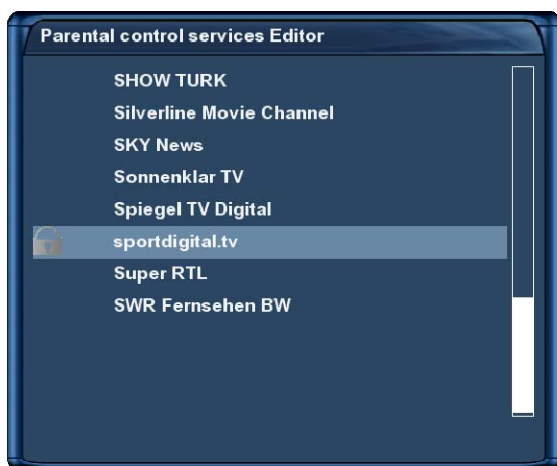 Parental control services Editor
SHOW TURK
Silverline Movie Channel
SKY News
Sonnenklar TV
Spiegel TV Digital
sportdigital.tv
Super RTL
SWR Fernsehen BW